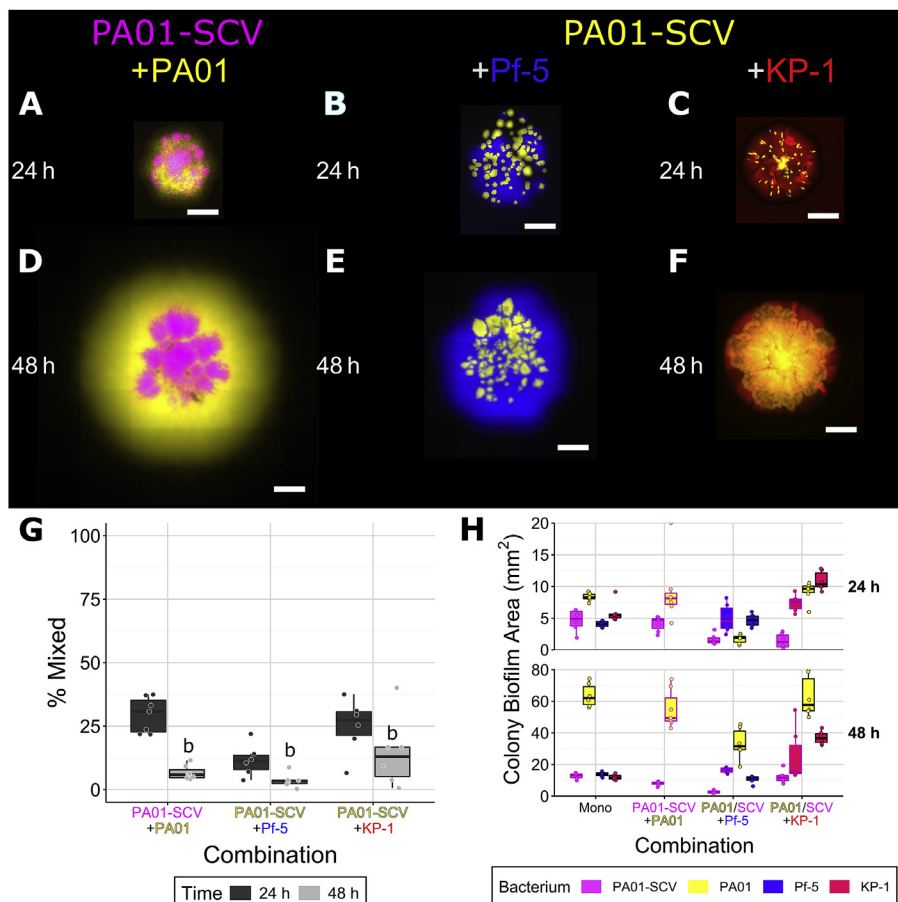 PA01-SCV
+PA01
PA01-SCV
+Pf-5
+KP-1
A
B
C
24 h
24 h
24 h
D
E
F
48 h
48 h
48 h
G
% Mixed
100
75
50
25
0
b
b
b
PA01-SCV
+PA01
PA01-SCV
+Pf-5
PA01-SCV
+KP-1
Combination
Time 24 h 48 h
H
Colony Biofilm Area (mm²)
20
15
10
5
0
24 h
80
60
40
20
0
48 h
Mono
PA01-SCV
+PA01
PA01/SCV
+Pf-5
PA01/SCV
+KP-1
Combination
Bacterium PA01-SCV PA01 Pf-5 KP-1